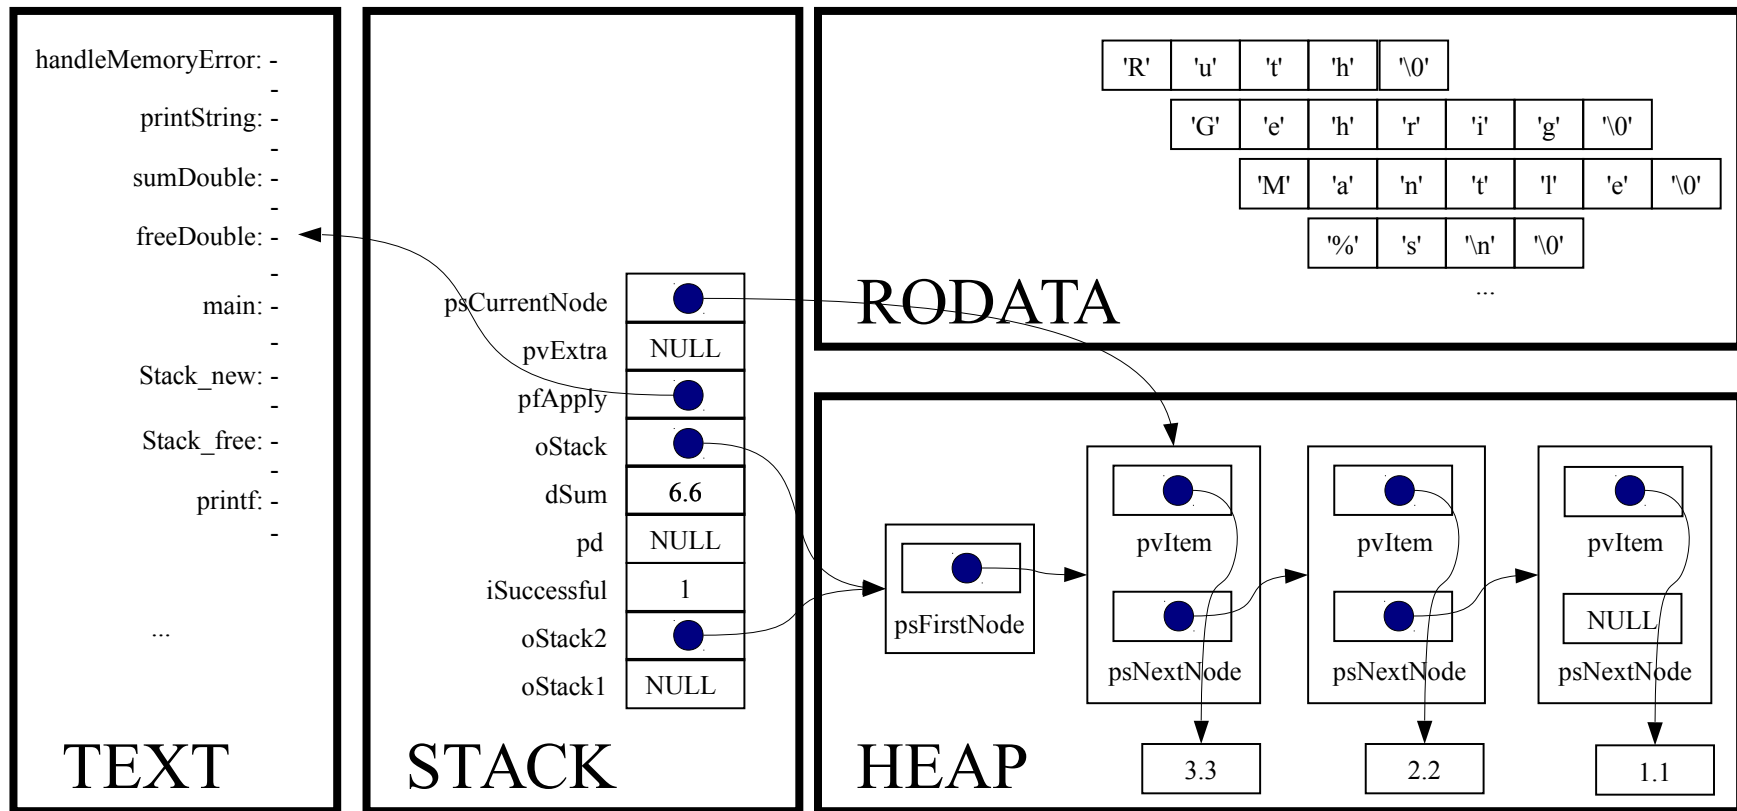 handleMemoryError: -
-
printString: -
-
sumDouble: -
-
freeDouble: -
-
main: -
-
Stack_new: -
-
Stack_free: -
-
printf: -
-
...
TEXT
psCurrentNode
pvExtra NULL
pfApply
oStack
dSum 6.6
pd NULL
iSuccessful 1
oStack2
oStack1 NULL
STACK
'R' 'u' 't' 'h' '\0'
'G' 'e' 'h' 'r' 'i' 'g' '\0'
'M' 'a' 'n' 't' 'l' 'e' '\0'
'%' 's' '\n' '\0'
...
RODATA
psFirstNode
pvItem
psNextNode
3.3
pvItem
psNextNode
2.2
pvItem
NULL
psNextNode
1.1
HEAP